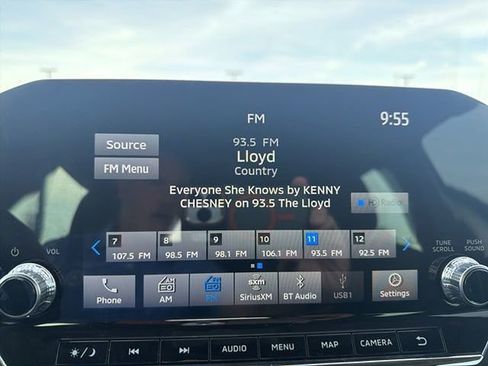 FM
9:55
Source
93.5 FM
Lloyd
FM Menu
Country
Everyone She Knows by KENNY
CHESNEY on 93.5 The Lloyd
HD Radio
VOL
TUNE
SCROLL
PUSH
SOUND
7 8 9 10 11 12
107.5 FM 98.5 FM 98.1 FM 106.1 FM 93.5 FM 92.5 FM
Phone
AM
FM
sxm
SiriusXM
BT Audio
USB1
Settings
AUDIO MENU MAP CAMERA